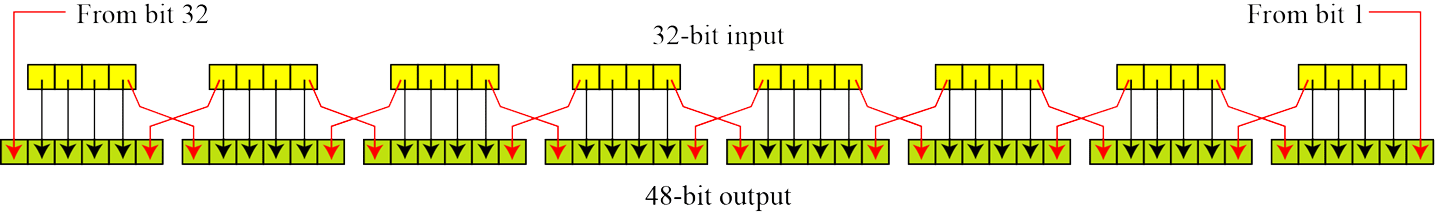 From bit 32
From bit 1
32-bit input
48-bit output